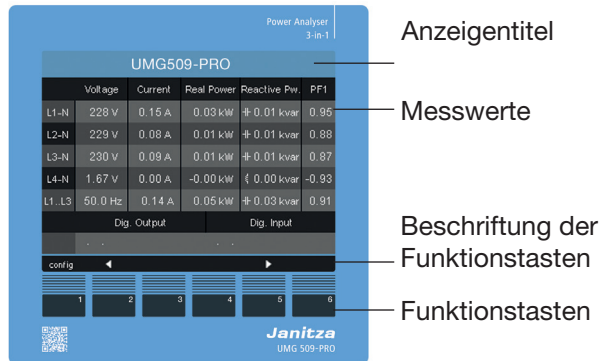 Power Analyser
3-in-1
Anzeigentitel
UMG509-PRO
Voltage Current Real Power Reactive Pw. PF1
L1-N 228 V 0.15 A 0.03 kW ⊣⊢ 0.01 kvar 0.95
Messwerte
L2-N 229 V 0.08 A 0.01 kW ⊣⊢ 0.01 kvar 0.88
L3-N 230 V 0.09 A 0.01 kW ⊣⊢ 0.01 kvar 0.87
L4-N 1.67 V 0.00 A -0.00 kW 0.00 kvar -0.93
L1..L3 50.0 Hz 0.14 A 0.05 kW ⊣⊢ 0.03 kvar 0.91
Dig. Output Dig. Input
Beschriftung der
Funktionstasten
config ◀ ▶
1 2 3 4 5 6
Funktionstasten
Janitza
UMG 509-PRO